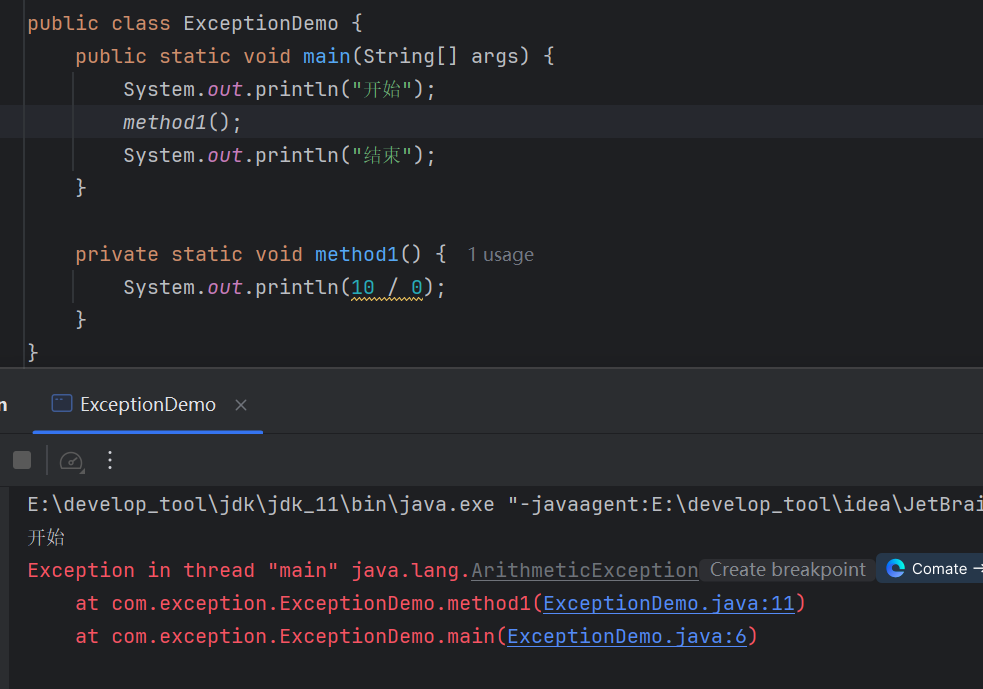 public class ExceptionDemo {
public static void main(String[] args) {
System.out.println("开始");
method1();
System.out.println("结束");
}
private static void method1() { 1 usage
System.out.println(10 / 0);
}
}
n ExceptionDemo ×
E:\develop_tool\jdk\jdk_11\bin\java.exe "-javaagent:E:\develop_tool\idea\JetBrai
开始
Exception in thread "main" java.lang.ArithmeticException Create breakpoint Comate →
at com.exception.ExceptionDemo.method1(ExceptionDemo.java:11)
at com.exception.ExceptionDemo.main(ExceptionDemo.java:6)